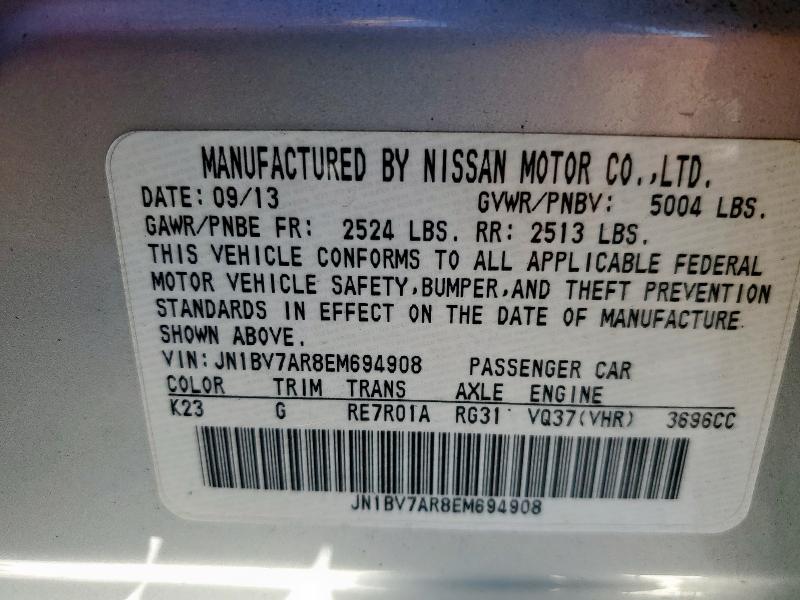 MANUFACTURED BY NISSAN MOTOR CO.,LTD.
DATE: 09/13 GVWR/PNBV: 5004 LBS.
GAWR/PNBE FR: 2524 LBS. RR: 2513 LBS.
THIS VEHICLE CONFORMS TO ALL APPLICABLE FEDERAL
MOTOR VEHICLE SAFETY,BUMPER,AND THEFT PREVENTION
STANDARDS IN EFFECT ON THE DATE OF MANUFACTURE
SHOWN ABOVE.
VIN: JN1BV7AR8EM694908 PASSENGER CAR
COLOR TRIM TRANS AXLE ENGINE
K23 G RE7R01A RG31 VQ37(VHR) 3696CC
JN1BV7AR8EM694908